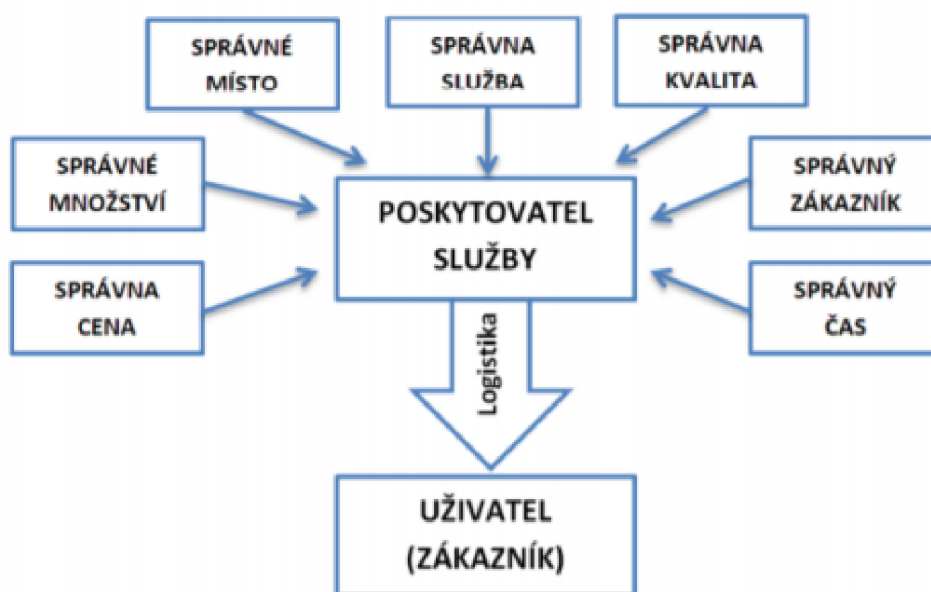 SPRÁVNÉ
MÍSTO
SPRÁVNA
SLUŽBA
SPRÁVNA
KVALITA
SPRÁVNÉ
MNOŽSTVÍ
SPRÁVNÝ
ZÁKAZNÍK
POSKYTOVATEL
SLUŽBY
SPRÁVNA
CENA
SPRÁVNÝ
ČAS
Logistika
UŽIVATEL
(ZÁKAZNÍK)